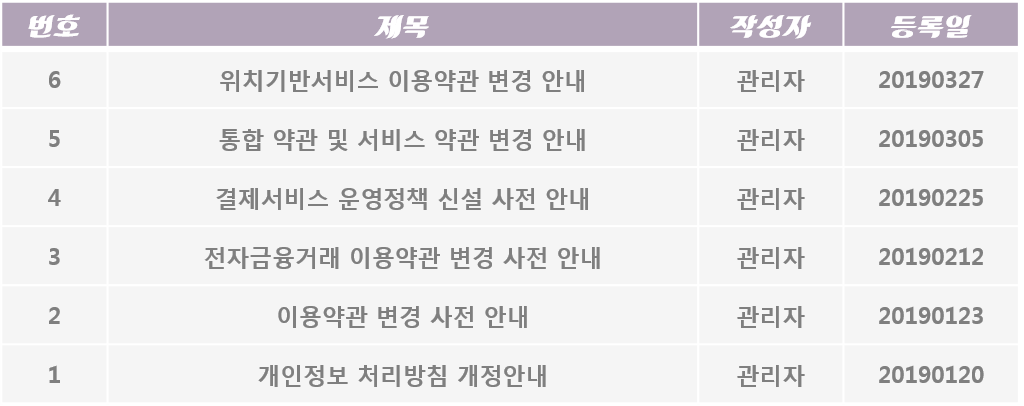 번호 제목 작성자 등록일
6 위치기반서비스 이용약관 변경 안내 관리자 20190327
5 통합 약관 및 서비스 약관 변경 안내 관리자 20190305
4 결제서비스 운영정책 신설 사전 안내 관리자 20190225
3 전자금융거래 이용약관 변경 사전 안내 관리자 20190212
2 이용약관 변경 사전 안내 관리자 20190123
1 개인정보 처리방침 개정안내 관리자 20190120